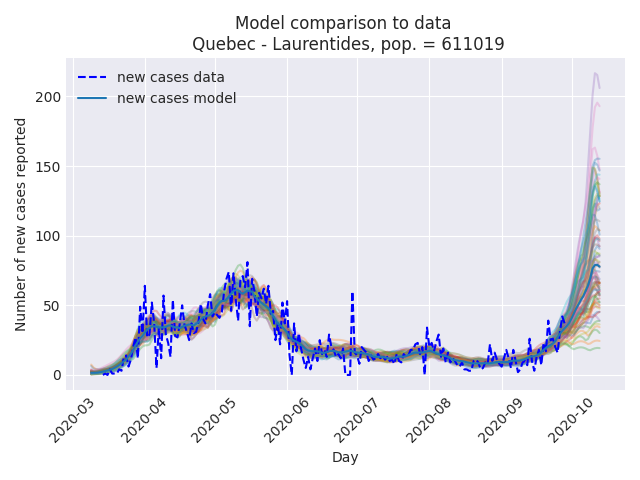 Model comparison to data
Quebec - Laurentides, pop. = 611019
new cases data
new cases model
Number of new cases reported
200
150
100
50
0
2020-03
2020-04
2020-05
2020-06
2020-07
2020-08
2020-09
2020-10
Day